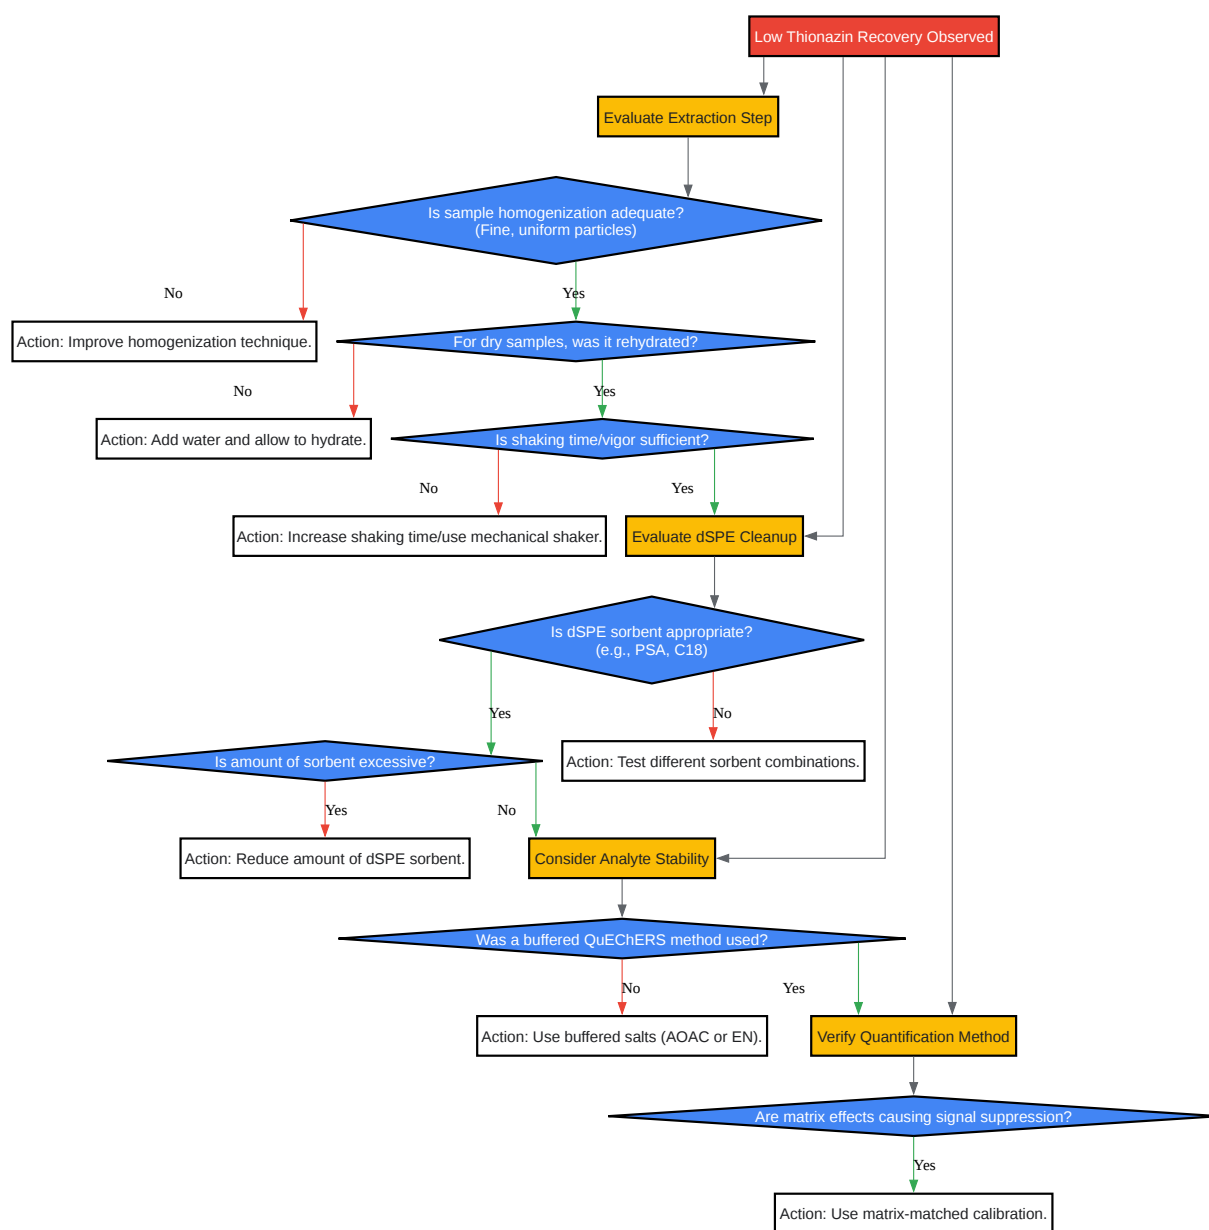 Low Thionazin Recovery Observed
Evaluate Extraction Step
Is sample homogenization adequate?
(Fine, uniform particles)
No
Yes
Action: Improve homogenization technique.
For dry samples, was it rehydrated?
No
Yes
Action: Add water and allow to hydrate.
Is shaking time/vigor sufficient?
No
Yes
Action: Increase shaking time/use mechanical shaker.
Evaluate dSPE Cleanup
Is dSPE sorbent appropriate?
(e.g., PSA, C18)
Yes
No
Is amount of sorbent excessive?
Action: Test different sorbent combinations.
Yes
No
Action: Reduce amount of dSPE sorbent.
Consider Analyte Stability
Was a buffered QuEChERS method used?
No
Yes
Action: Use buffered salts (AOAC or EN).
Verify Quantification Method
Are matrix effects causing signal suppression?
Yes
Action: Use matrix-matched calibration.